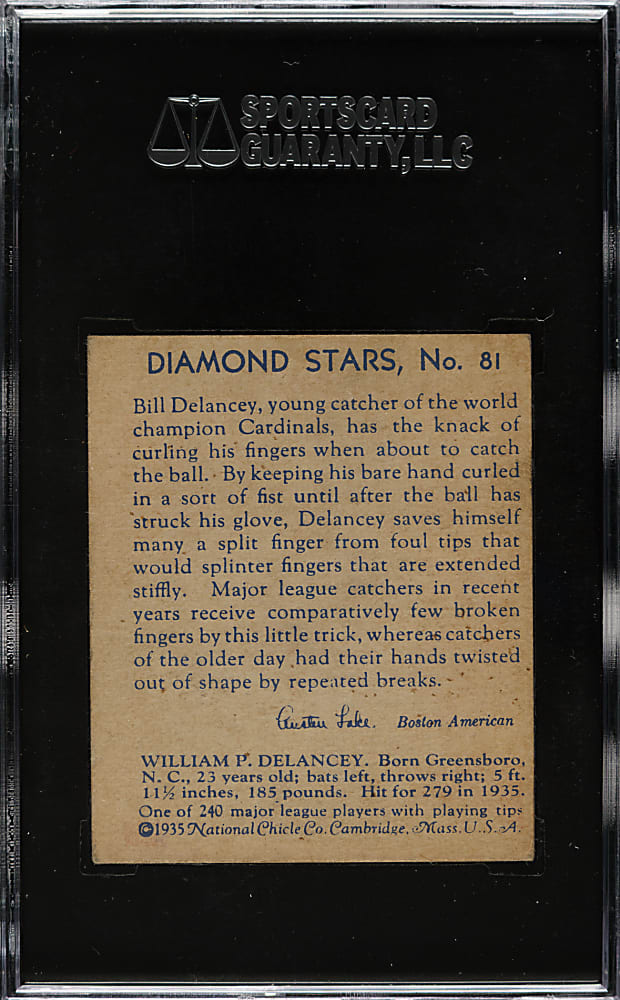 SPORTSCARD
GUARANTY, LLC
DIAMOND STARS, No. 81
Bill Delancey, young catcher of the world
champion Cardinals, has the knack of
curling his fingers when about to catch
the ball. By keeping his bare hand curled
in a sort of fist until after the ball has
struck his glove, Delancey saves himself
many a split finger from foul tips that
would splinter fingers that are extended
stiffly. Major league catchers in recent
years receive comparatively few broken
fingers by this little trick, whereas catchers
of the older day had their hands twisted
out of shape by repeated breaks.
Austen Lake. Boston American
WILLIAM P. DELANCEY. Born Greensboro,
N. C., 23 years old; bats left, throws right; 5 ft.
11½ inches, 185 pounds. Hit for 279 in 1935.
One of 240 major league players with playing tips
©1935 National Chicle Co. Cambridge, Mass. U.S.A.